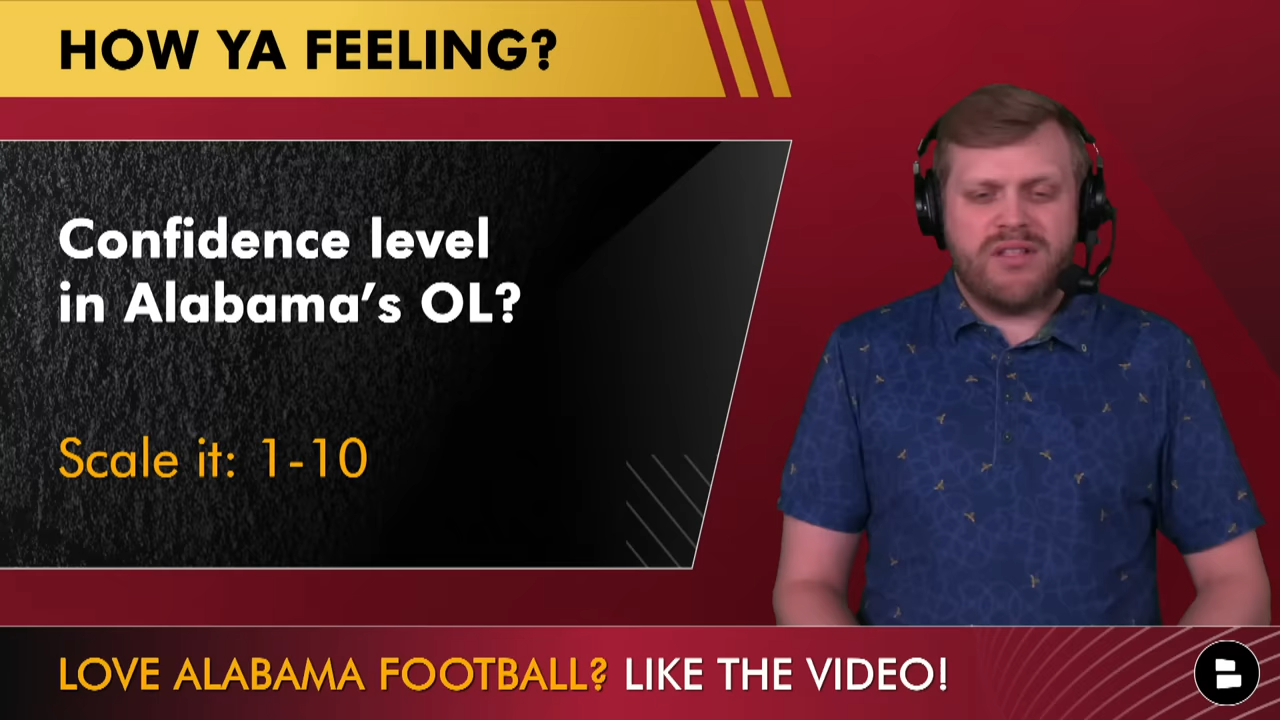 HOW YA FEELING?
Confidence level
in Alabama's OL?
Scale it: 1-10
LOVE ALABAMA FOOTBALL? LIKE THE VIDEO!